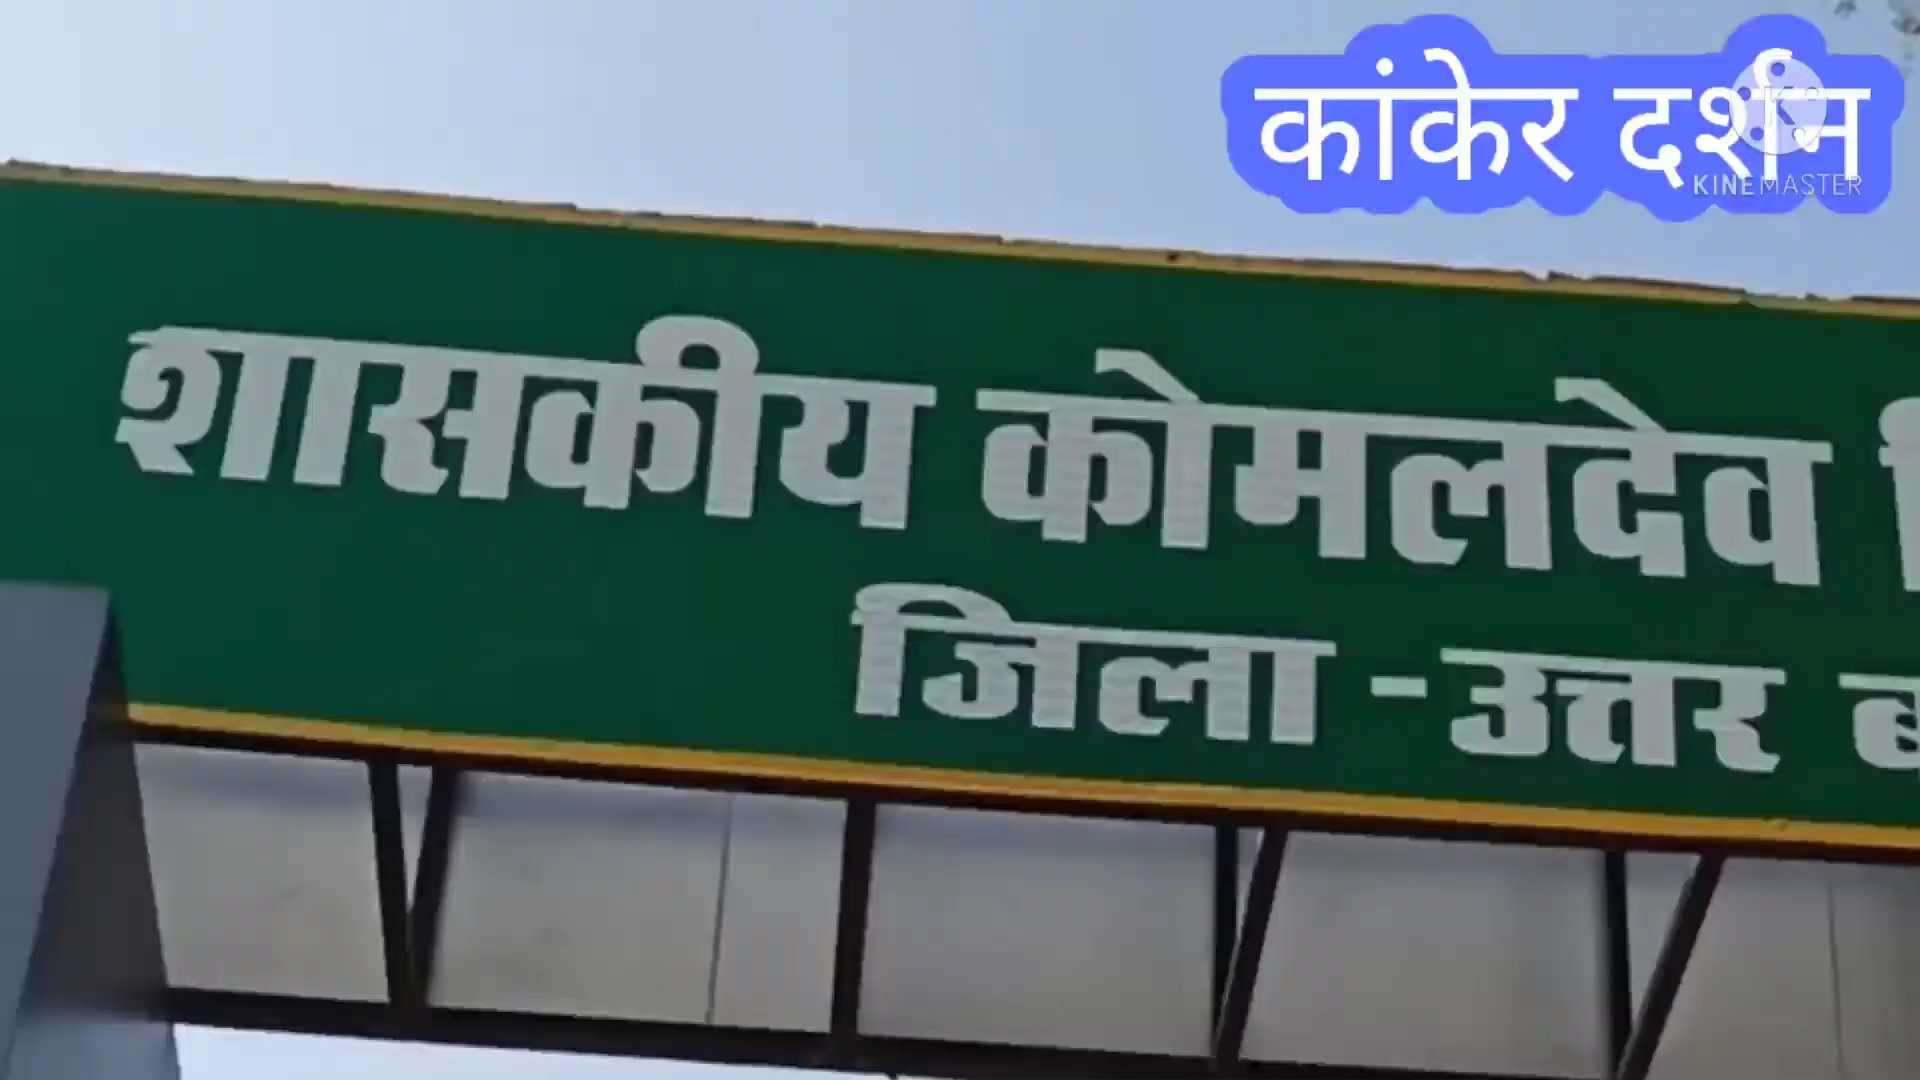 कांकेर दर्शन
KINEMASTER
शासकीय कोमलदेव
जिला - उत्तर